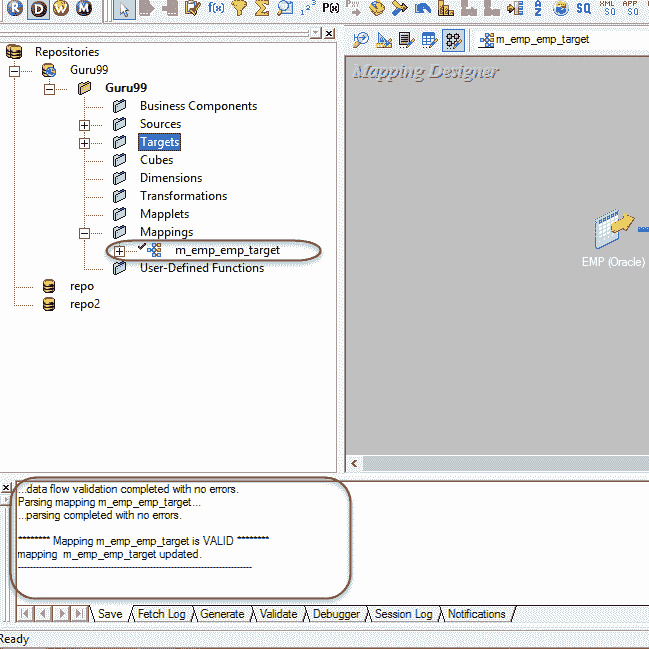 R D W M f(x) Σ 1 2 3 P(x) PXY A Z SQ XML SQ APP SQ
m_emp_emp_target
Repositories
Guru99
Guru99
Business Components
Sources
Targets
Cubes
Dimensions
Transformations
Mapplets
Mappings
m_emp_emp_target
User-Defined Functions
repo
repo2
Mapping Designer
EMP (Oracle)
...data flow validation completed with no errors.
Parsing mapping m_emp_emp_target...
...parsing completed with no errors.
******** Mapping m_emp_emp_target is VALID ********
mapping  m_emp_emp_target updated.
Save Fetch Log Generate Validate Debugger Session Log Notifications
Ready